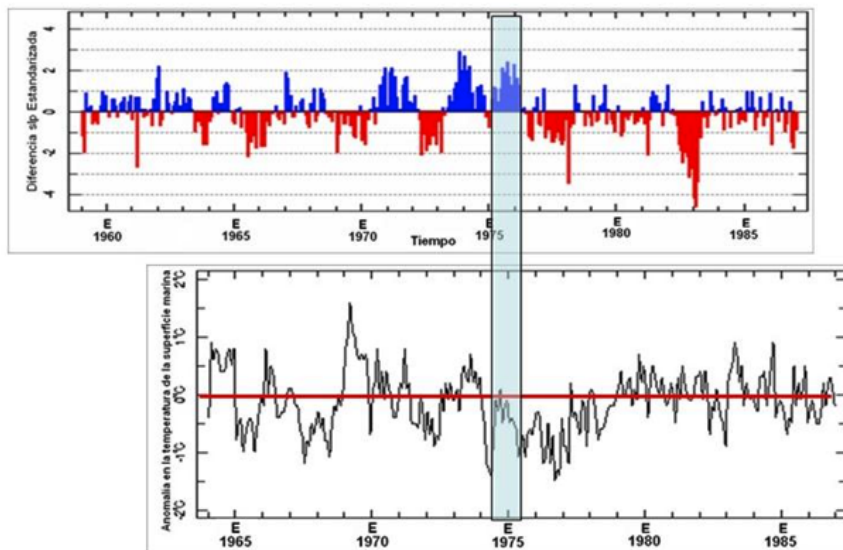 Diferencia slp Estandarizada
4
2
0
2
4
E E E E E E
1960 1965 1970 1975 1980 1985
Tiempo
Anomalia en la temperatura de la superficie marina
2°C
1°C
0°C
-1°C
-2°C
E E E E E
1965 1970 1975 1980 1985